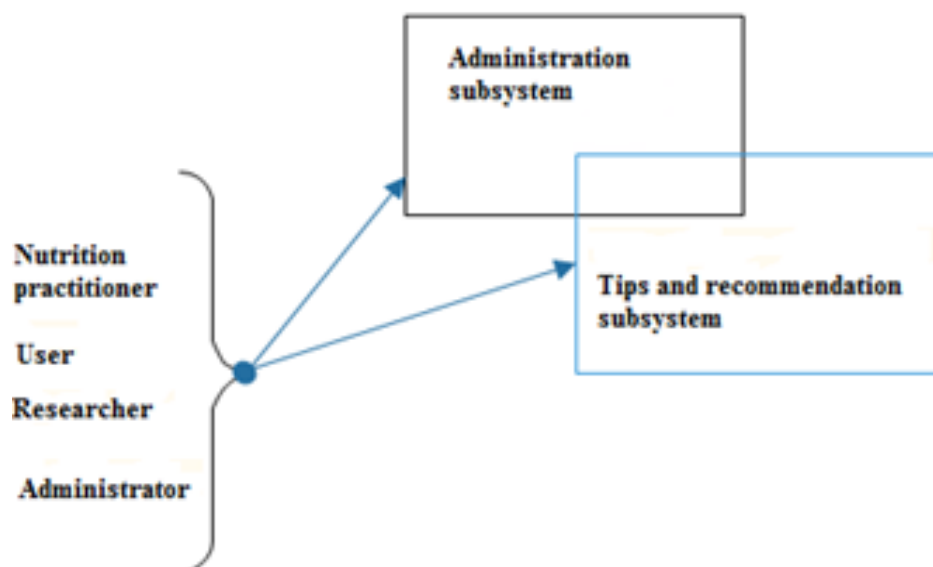 Administration
subsystem
Nutrition
practitioner
Tips and recommendation
subsystem
User
Researcher
Administrator